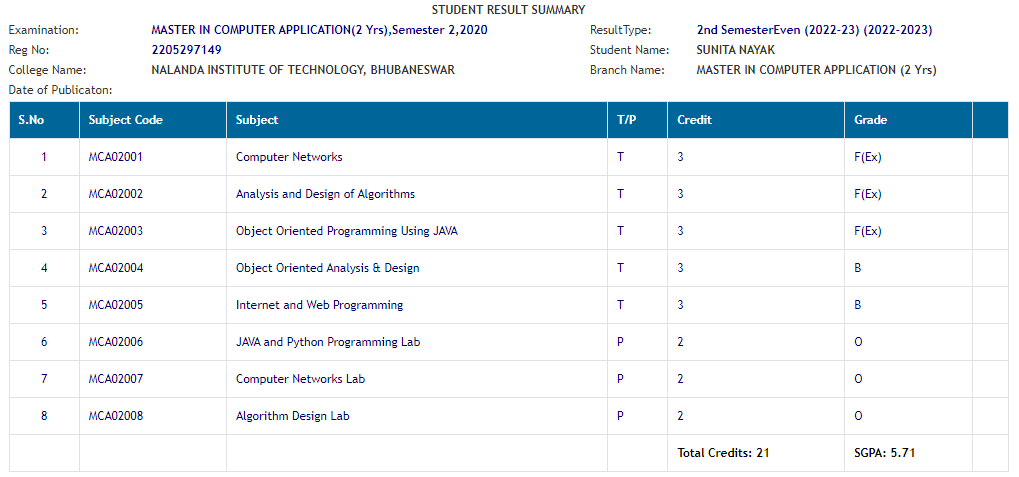 STUDENT RESULT SUMMARY
Examination: MASTER IN COMPUTER APPLICATION(2 Yrs),Semester 2,2020 ResultType: 2nd SemesterEven (2022-23) (2022-2023)
Reg No: 2205297149 Student Name: SUNITA NAYAK
College Name: NALANDA INSTITUTE OF TECHNOLOGY, BHUBANESWAR Branch Name: MASTER IN COMPUTER APPLICATION (2 Yrs)
Date of Publicaton:
S.No Subject Code Subject T/P Credit Grade
1 MCA02001 Computer Networks T 3 F(Ex)
2 MCA02002 Analysis and Design of Algorithms T 3 F(Ex)
3 MCA02003 Object Oriented Programming Using JAVA T 3 F(Ex)
4 MCA02004 Object Oriented Analysis & Design T 3 B
5 MCA02005 Internet and Web Programming T 3 B
6 MCA02006 JAVA and Python Programming Lab P 2 O
7 MCA02007 Computer Networks Lab P 2 O
8 MCA02008 Algorithm Design Lab P 2 O
Total Credits: 21 SGPA: 5.71